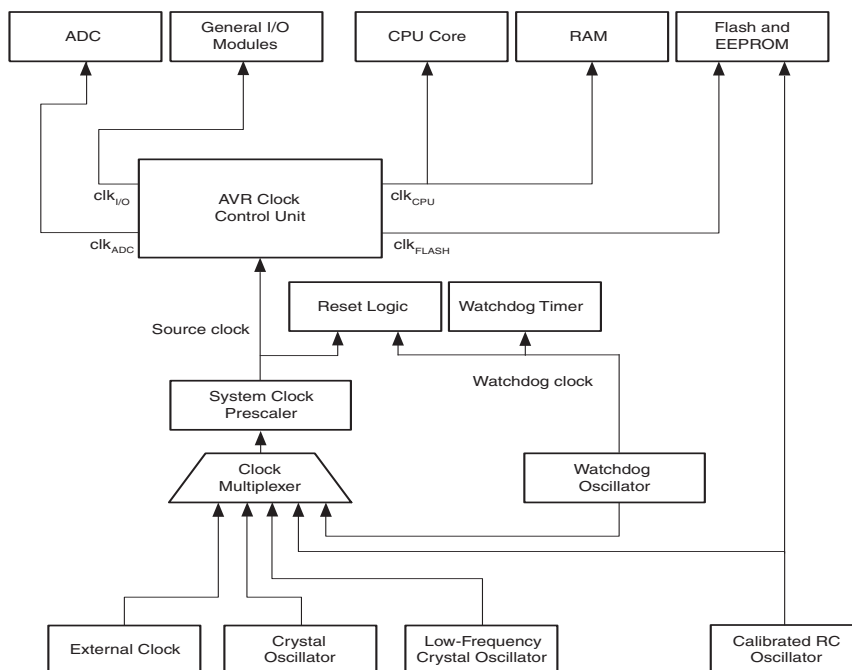 ADC
General I/O
Modules
CPU Core
RAM
Flash and
EEPROM
clkI/O
AVR Clock
Control Unit
clkCPU
clkADC
clkFLASH
Reset Logic
Watchdog Timer
Source clock
Watchdog clock
System Clock
Prescaler
Clock
Multiplexer
Watchdog
Oscillator
External Clock
Crystal
Oscillator
Low-Frequency
Crystal Oscillator
Calibrated RC
Oscillator